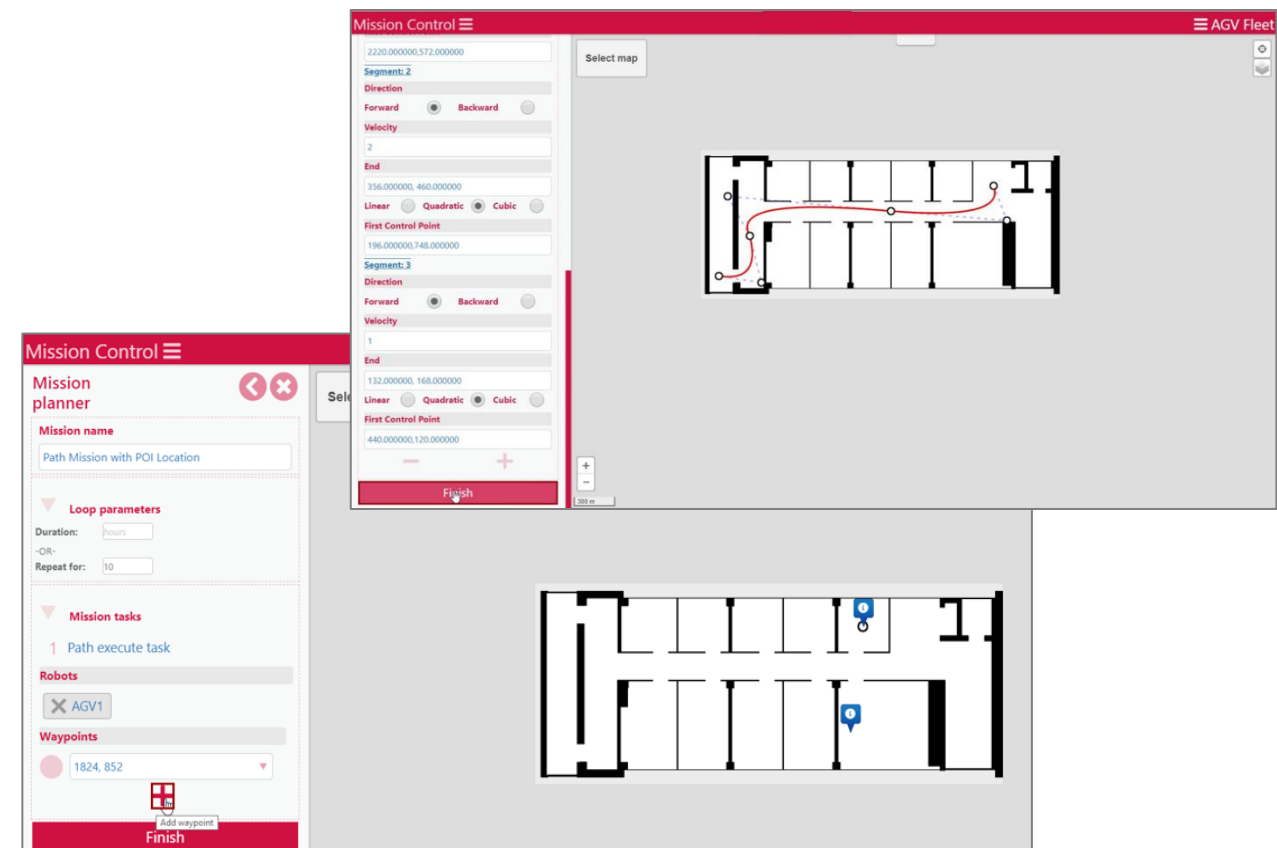 Mission Control
AGV Fleet
2220.000000,572.000000
Select map
Segment: 2
Direction
Forward Backward
Velocity
2
End
356.000000, 460.000000
Linear Quadratic Cubic
First Control Point
196.000000,748.000000
Segment: 3
Direction
Forward Backward
Velocity
1
End
132.000000, 168.000000
Linear Quadratic Cubic
First Control Point
440.000000,120.000000
Finish
300 m
Mission Control
Mission
planner
Sele
Mission name
Path Mission with POI Location
Loop parameters
Duration: hours
-OR-
Repeat for: 10
Mission tasks
1 Path execute task
Robots
AGV1
Waypoints
1824, 852
Add waypoint
Finish